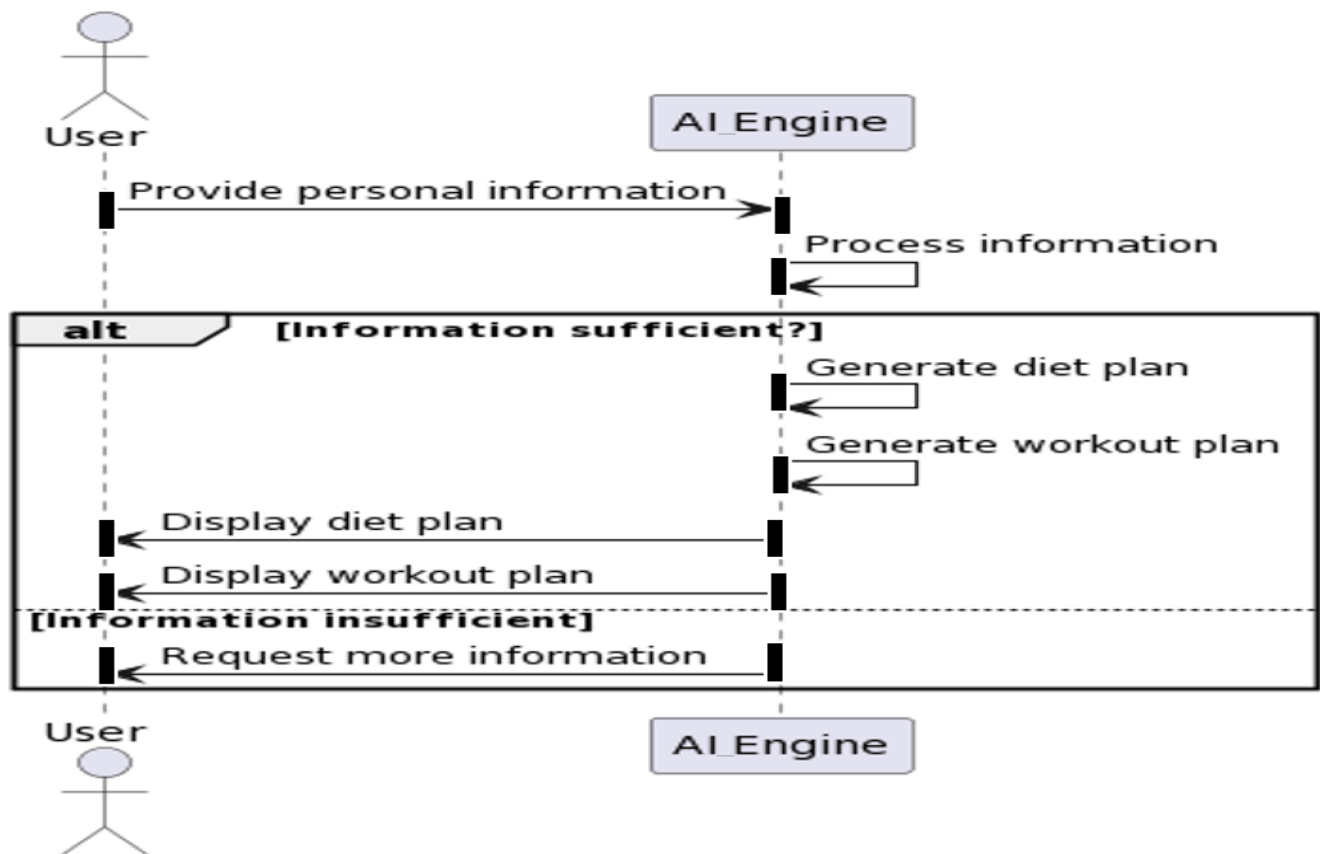 User
AI_Engine
Provide personal information
Process information
alt [Information sufficient?]
Generate diet plan
Generate workout plan
Display diet plan
Display workout plan
[Information insufficient]
Request more information
User
AI_Engine